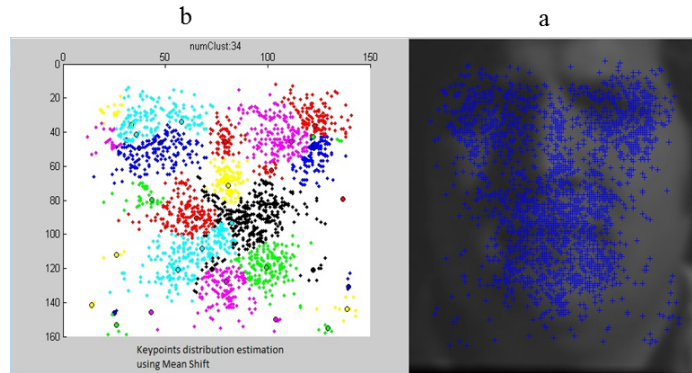 b
a
numClust:34
0
50
100
150
0
20
40
60
80
100
120
140
160
Keypoints distribution estimation
using Mean Shift